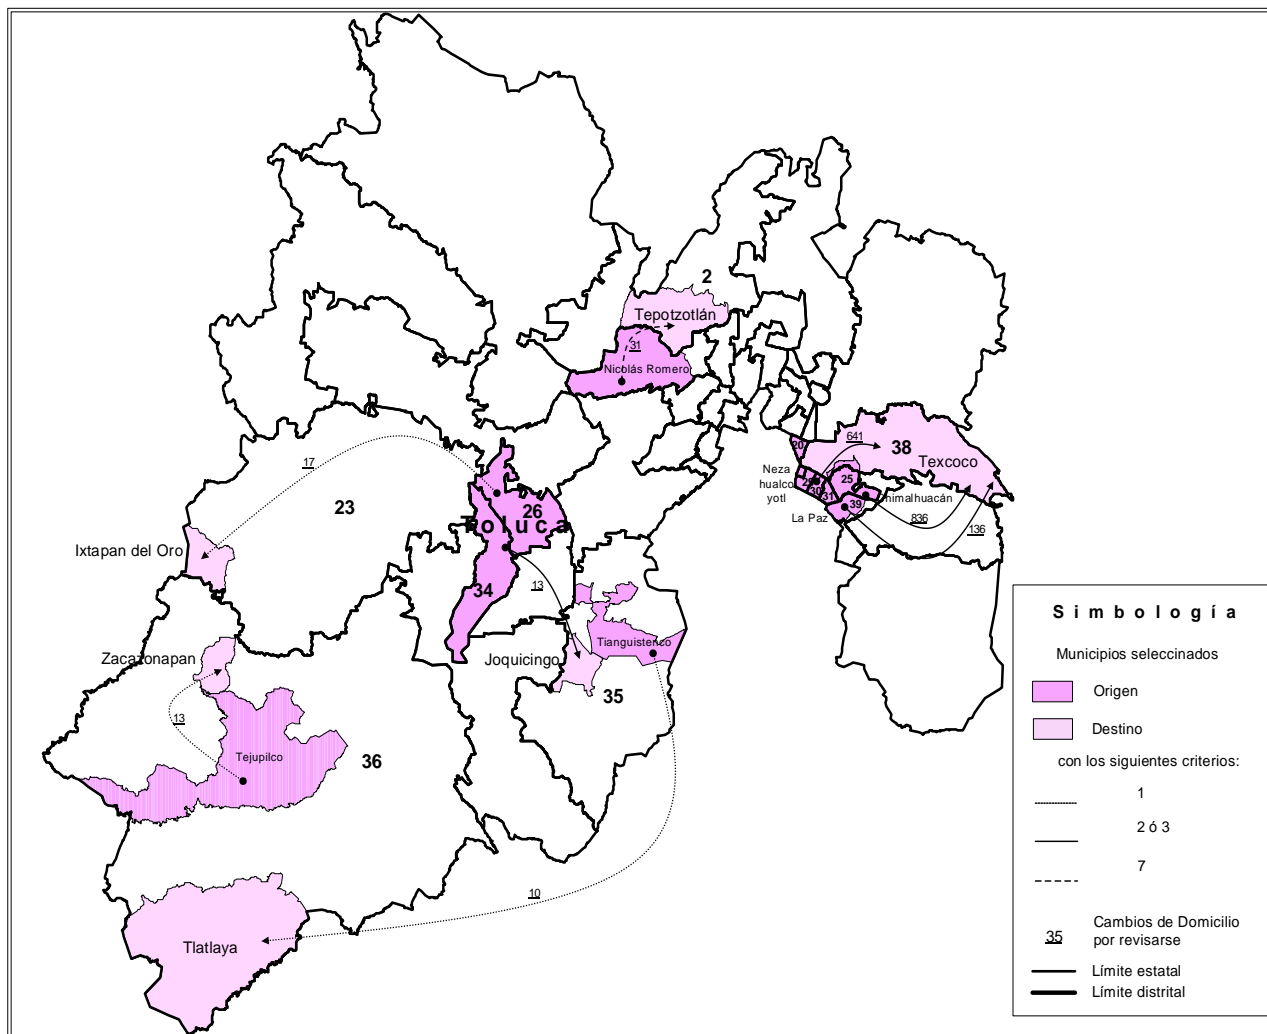 2
Tepotzotlán
31
Nicolás Romero
641
20
38
Texcoco
17
Neza
hualco
yotl
29
30
31
25
39
nimalhuacán
La Paz
836
136
23
26
Toluca
Ixtapan del Oro
34
13
Zacazonapan
Joquicingo
Tianguistenco
35
13
Tejupilco
36
10
Tlatlaya
Simbología
Municipios seleccinados
Origen
Destino
con los siguientes criterios:
1
2 ó 3
7
35
Cambios de Domicilio
por revisarse
Límite estatal
Límite distrital